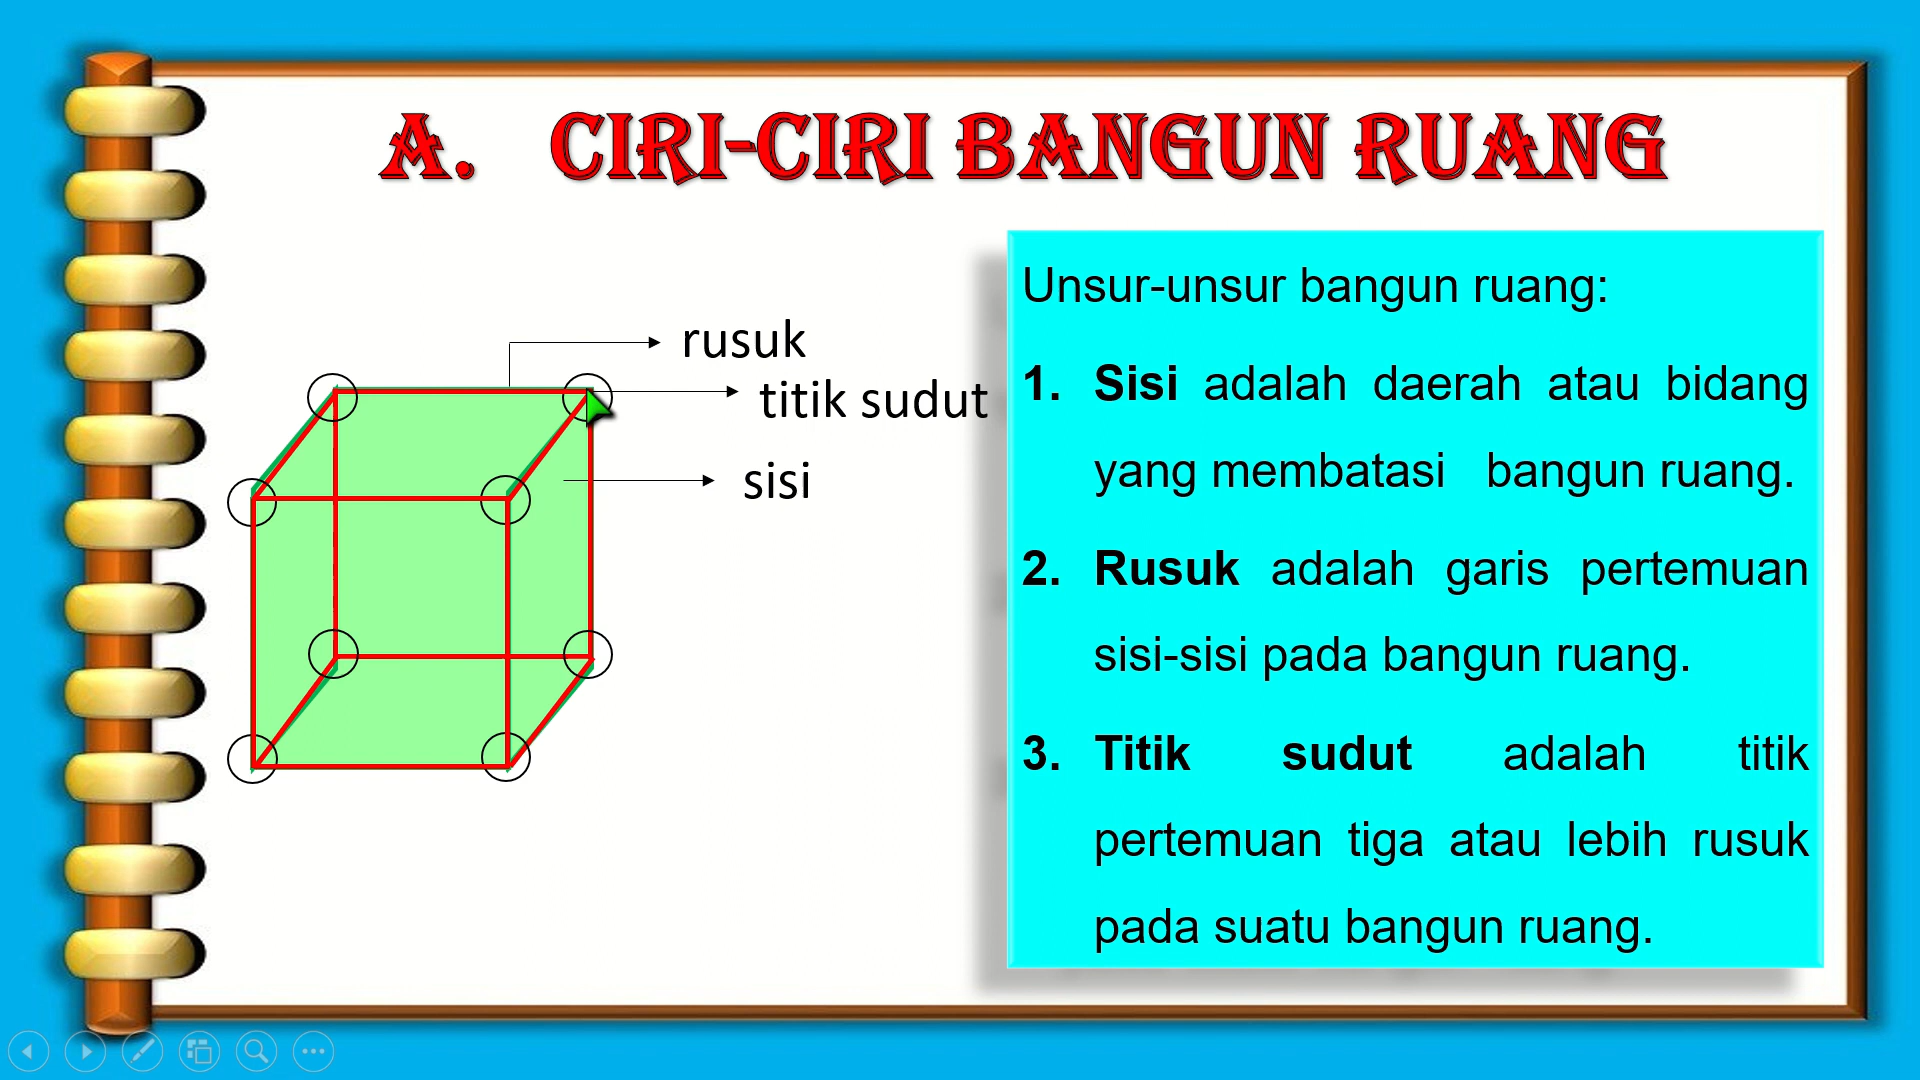 A. CIRI-CIRI BANGUN RUANG
rusuk
titik sudut
sisi
Unsur-unsur bangun ruang:
1. Sisi adalah daerah atau bidang
yang membatasi bangun ruang.
2. Rusuk adalah garis pertemuan
sisi-sisi pada bangun ruang.
3. Titik sudut adalah titik
pertemuan tiga atau lebih rusuk
pada suatu bangun ruang.